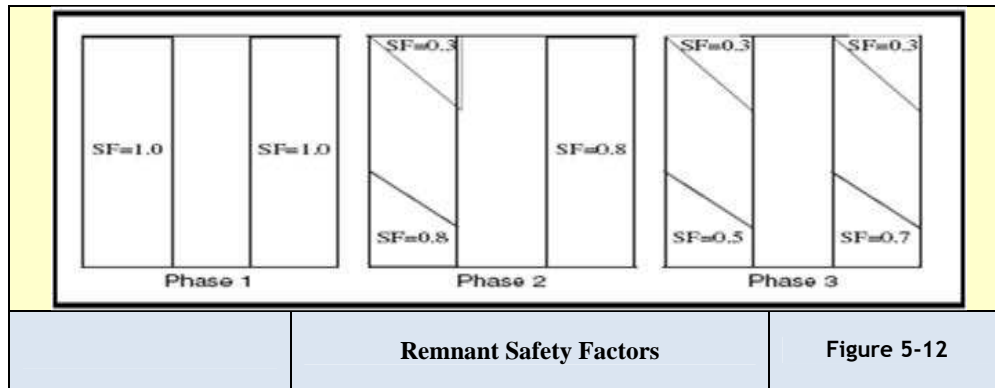 SF=0.3 SF=0.3 SF=0.3
SF=1.0 SF=1.0 SF=0.8
SF=0.8 SF=0.5 SF=0.7
Phase 1 Phase 2 Phase 3
Remnant Safety Factors Figure 5-12